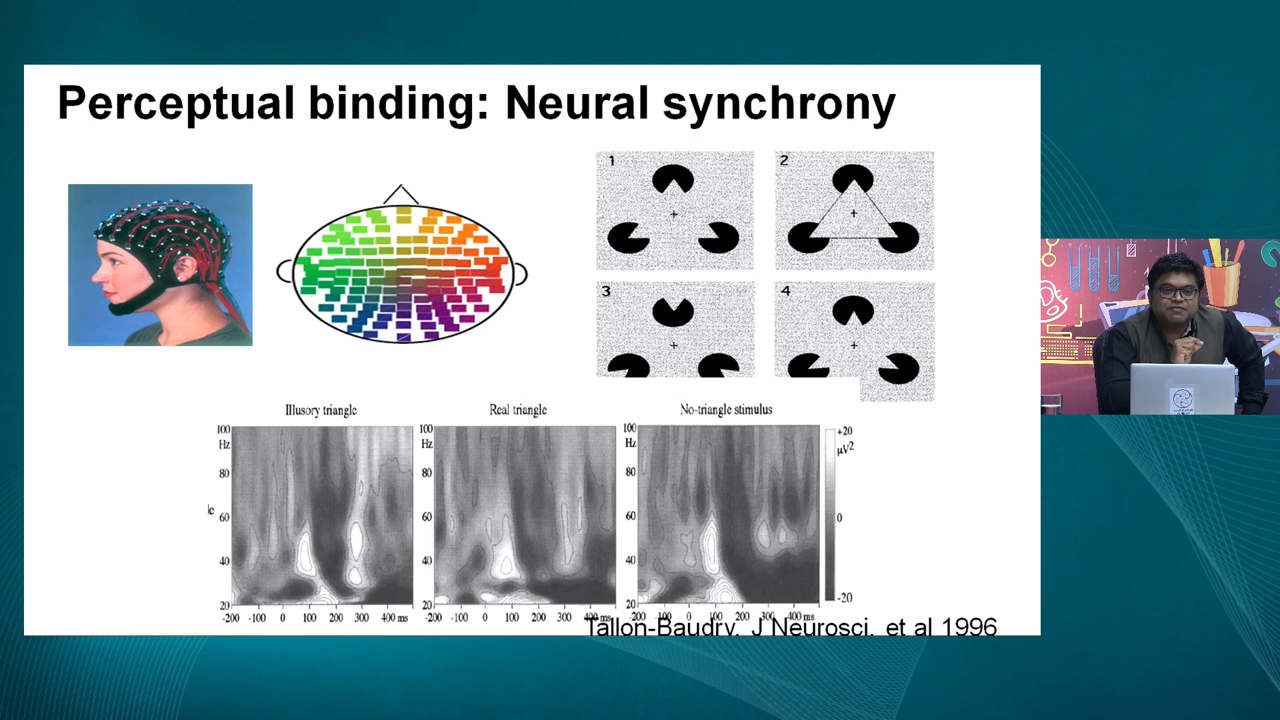 Perceptual binding: Neural synchrony
1
2
3
4
Illusory triangle
Real triangle
No-triangle stimulus
100
Hz
80
60
40
20
-200 -100 0 100 200 300 400 ms
100
Hz
80
60
40
20
-200 -100 0 100 200 300 400 ms
100
Hz
80
60
40
20
-200 -100 0 100 200 300 400 ms
+20
μV²
0
-20
Tallon-Baudry, J Neurosci, et al 1996